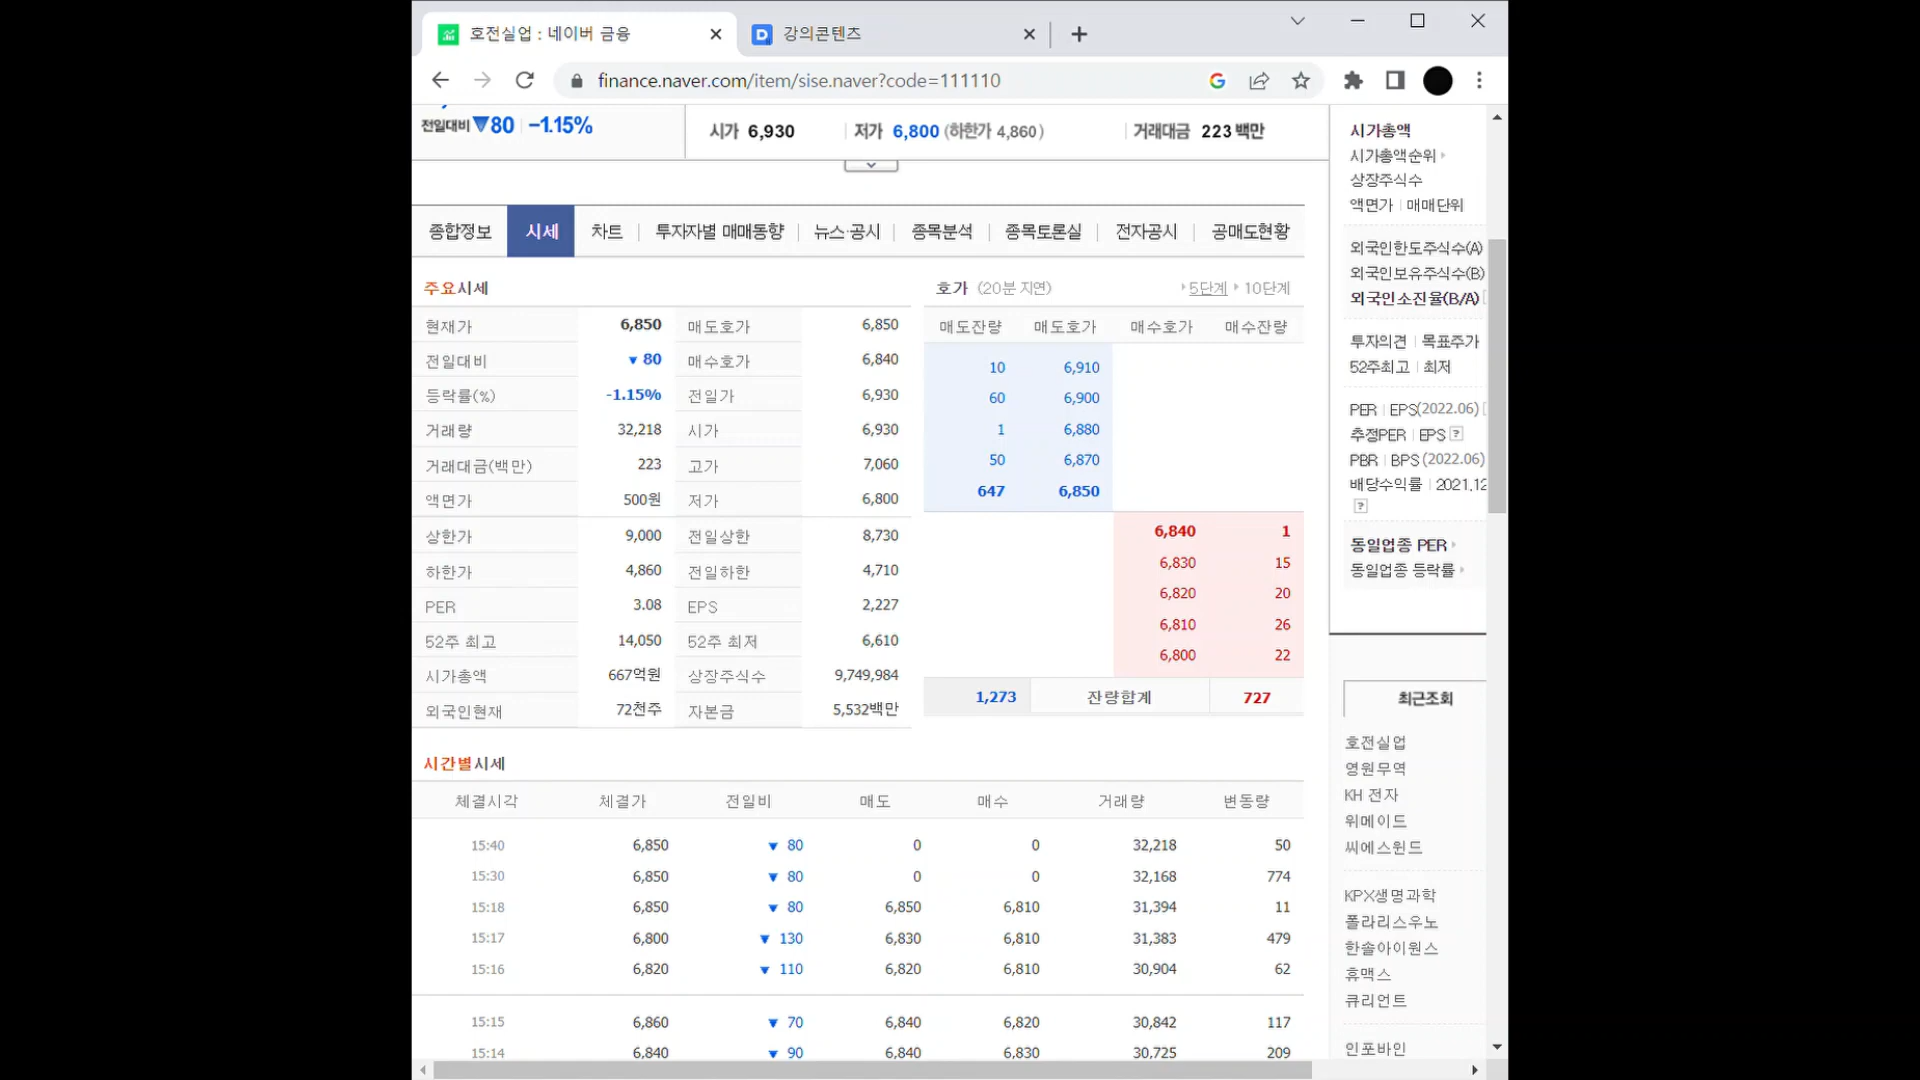 호전실업 : 네이버 금융
강의콘텐츠
finance.naver.com/item/sise.naver?code=111110
전일대비 ▼80 -1.15%
시가 6,930 저가 6,800 (하한가 4,860) 거래대금 223 백만
종합정보 시세 차트 투자자별 매매동향 뉴스·공시 종목분석 종목토론실 전자공시 공매도현황
주요시세
현재가 6,850 매도호가 6,850
전일대비 ▼ 80 매수호가 6,840
등락률(%) -1.15% 전일가 6,930
거래량 32,218 시가 6,930
거래대금(백만) 223 고가 7,060
액면가 500원 저가 6,800
상한가 9,000 전일상한 8,730
하한가 4,860 전일하한 4,710
PER 3.08 EPS 2,227
52주 최고 14,050 52주 최저 6,610
시가총액 667억원 상장주식수 9,749,984
외국인현재 72천주 자본금 5,532백만
호가 (20분 지연) 5단계 10단계
매도잔량 매도호가 매수호가 매수잔량
10 6,910
60 6,900
1 6,880
50 6,870
647 6,850
6,840 1
6,830 15
6,820 20
6,810 26
6,800 22
1,273 잔량합계 727
시간별시세
체결시각 체결가 전일비 매도 매수 거래량 변동량
15:40 6,850 ▼ 80 0 0 32,218 50
15:30 6,850 ▼ 80 0 0 32,168 774
15:18 6,850 ▼ 80 6,850 6,810 31,394 11
15:17 6,800 ▼ 130 6,830 6,810 31,383 479
15:16 6,820 ▼ 110 6,820 6,810 30,904 62
15:15 6,860 ▼ 70 6,840 6,820 30,842 117
15:14 6,840 ▼ 90 6,840 6,830 30,725 209
시가총액
시가총액순위
상장주식수
액면가 매매단위
외국인한도주식수(A)
외국인보유주식수(B)
외국인소진율(B/A)
투자의견 목표주가
52주최고 최저
PER EPS(2022.06)
추정PER EPS ?
PBR BPS (2022.06)
배당수익률 2021.12
?
동일업종 PER
동일업종 등락률
최근조회
호전실업
영원무역
KH 전자
위메이드
씨에스윈드
KPX생명과학
폴라리스우노
한솔아이원스
휴맥스
큐리언트
인포바인